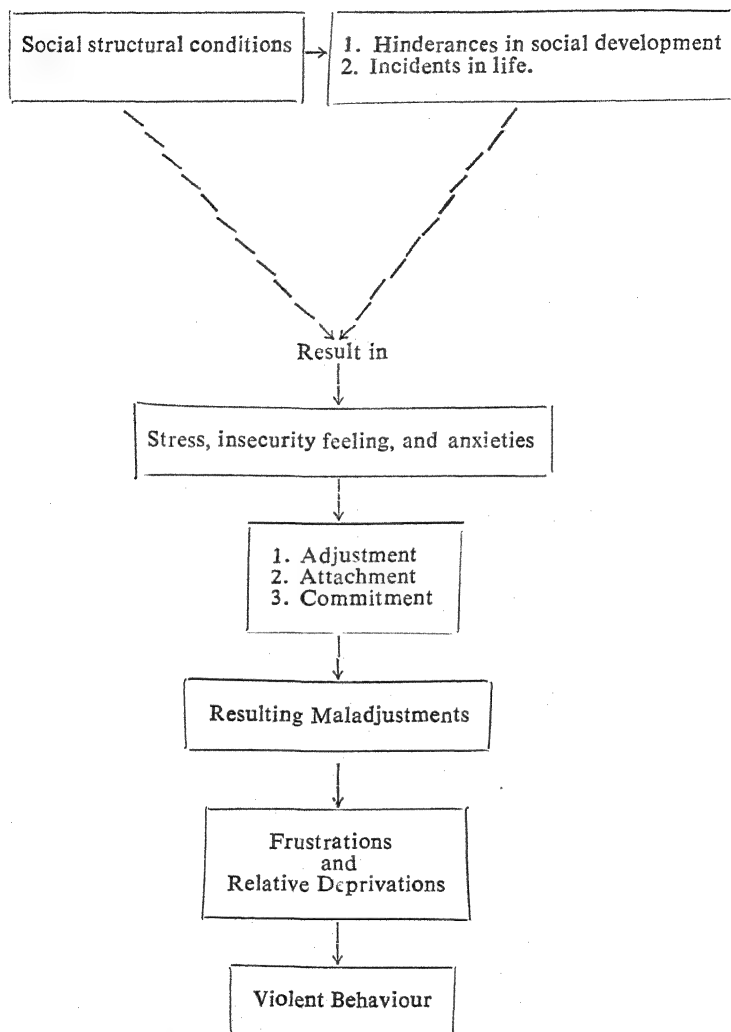 Social structural conditions
1. Hinderances in social development
2. Incidents in life.
Result in
Stress, insecurity feeling, and anxieties
1. Adjustment
2. Attachment
3. Commitment
Resulting Maladjustments
Frustrations
and
Relative Deprivations
Violent Behaviour